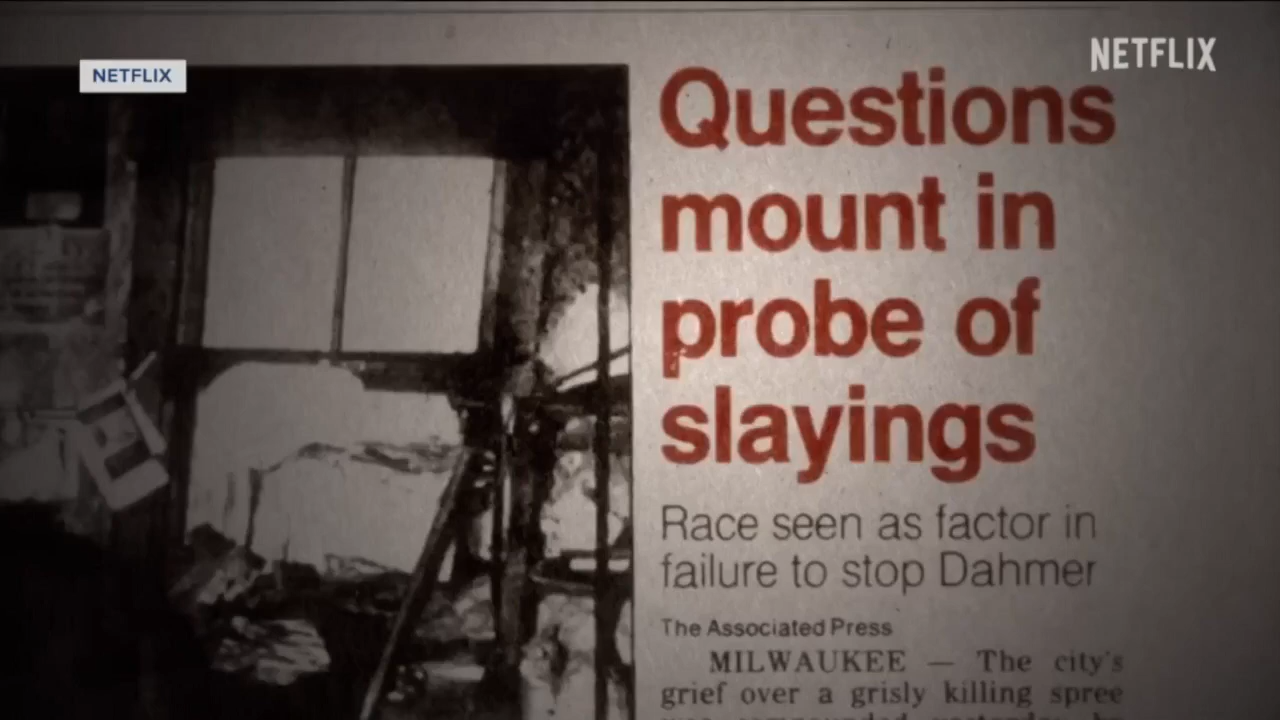 NETFLIX
NETFLIX
Questions
mount in
probe of
slayings
Race seen as factor in
failure to stop Dahmer
The Associated Press
MILWAUKEE — The city's
grief over a grisly killing spree